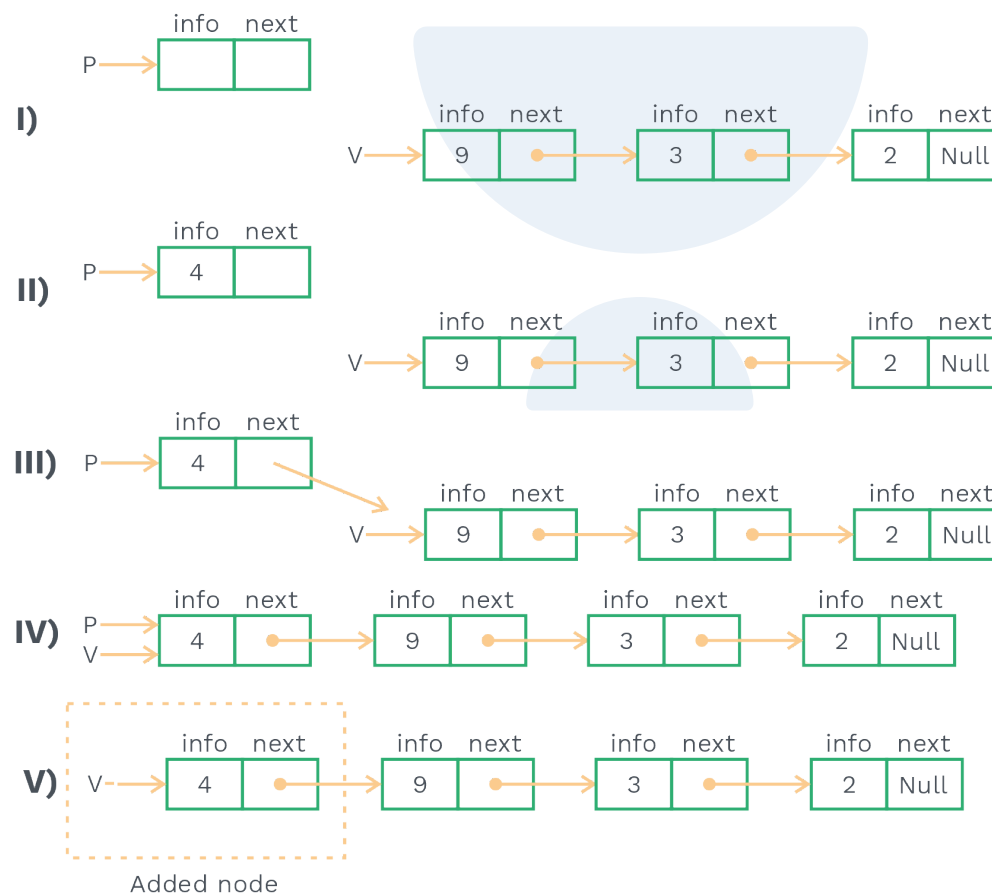 info next
P
I)
info next info next info next
V 9 3 2 Null
info next
P 4
II)
info next info next info next
V 9 3 2 Null
info next
III) P 4
info next info next info next
V 9 3 2 Null
info next info next info next info next
IV) P V 4 9 3 2 Null
info next info next info next info next
V) V 4 9 3 2 Null
Added node